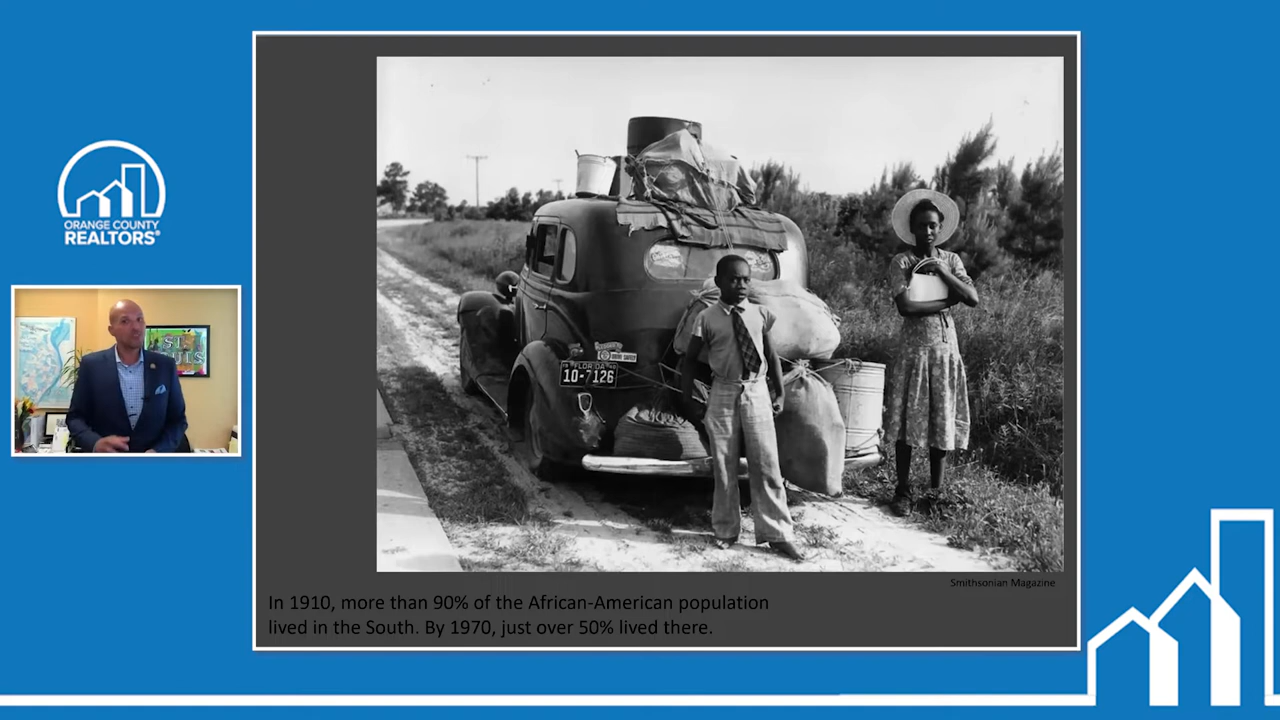 ORANGE COUNTY
REALTORS®
ST.
FLORIDA
10-7126
Smithsonian Magazine
In 1910, more than 90% of the African-American population
lived in the South. By 1970, just over 50% lived there.